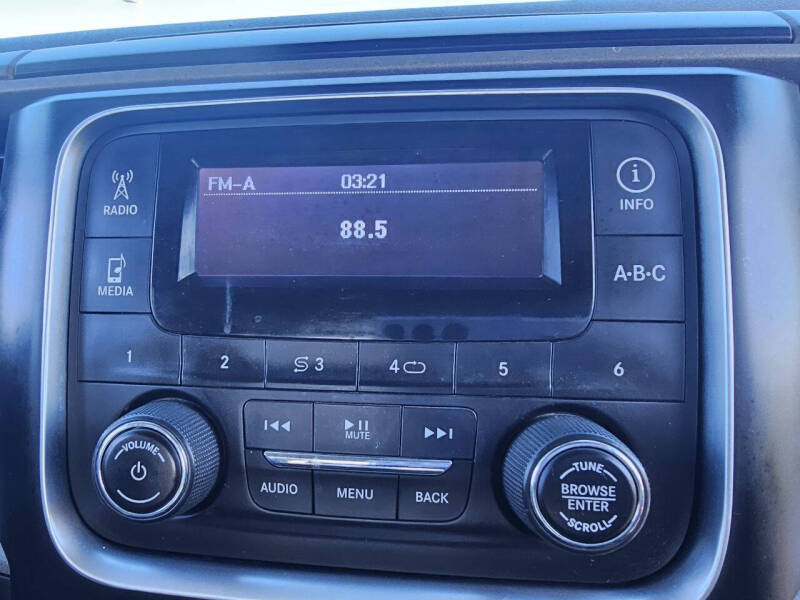 FM-A 03:21
88.5
RADIO
i
INFO
MEDIA
A•B•C
1
2
3
4
5
6
VOLUME
MUTE
AUDIO
MENU
BACK
TUNE
BROWSE
ENTER
SCROLL